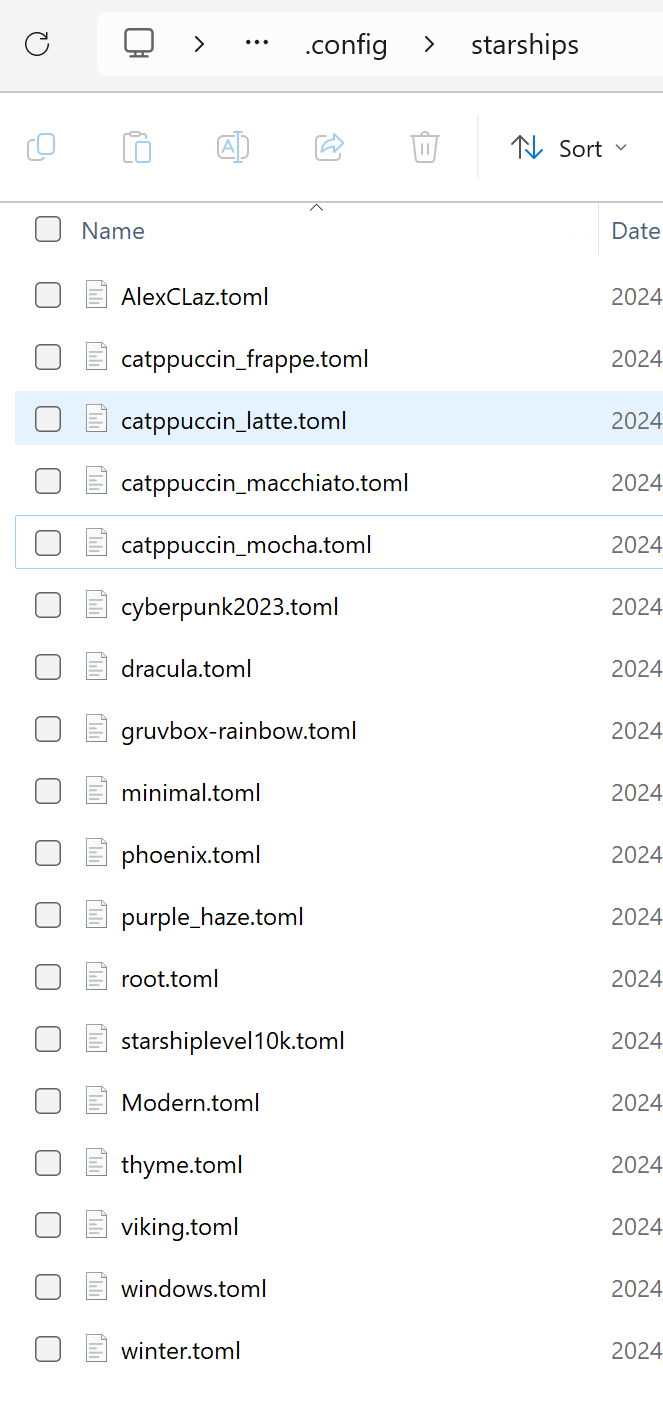 … .config starships
Sort
Name Date
AlexCLaz.toml 2024
catppuccin_frappe.toml 2024
catppuccin_latte.toml 2024
catppuccin_macchiato.toml 2024
catppuccin_mocha.toml 2024
cyberpunk2023.toml 2024
dracula.toml 2024
gruvbox-rainbow.toml 2024
minimal.toml 2024
phoenix.toml 2024
purple_haze.toml 2024
root.toml 2024
starshiplevel10k.toml 2024
Modern.toml 2024
thyme.toml 2024
viking.toml 2024
windows.toml 2024
winter.toml 2024